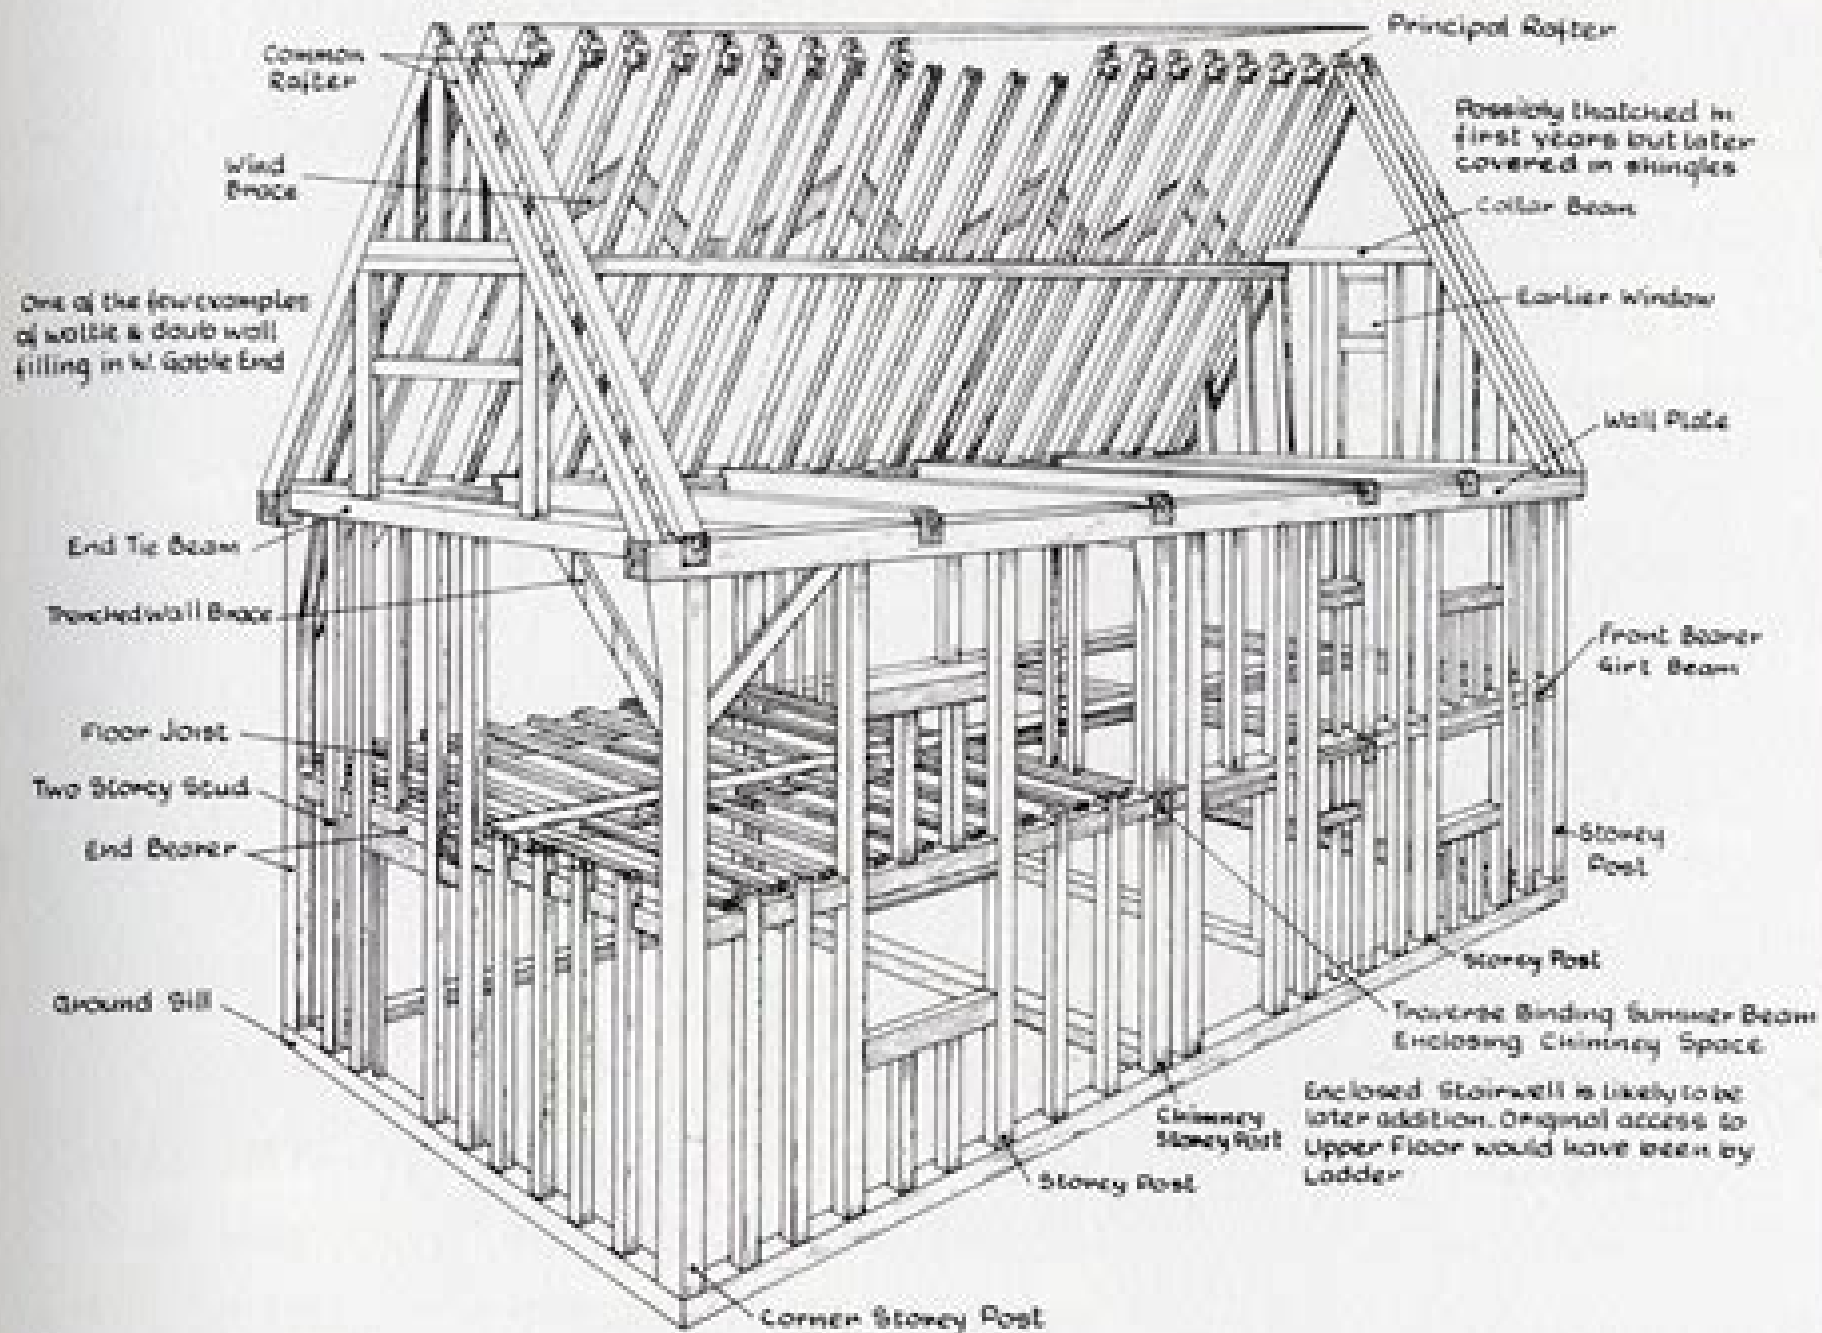 Common
Rafter
Principal Rafter
Possibly thatched in
first years but later
covered in shingles
Wind
Brace
Collar Beam
One of the few examples
of wattle & daub wall
filling in W. Gable End
Earlier Window
Wall Plate
End Tie Beam
Trenched Wall Brace
Front Bearer
Girt Beam
Floor Joist
Two Storey Stud
End Bearer
Storey
Post
Storey Post
Ground Sill
Traverse Binding Summer Beam
Enclosing Chimney Space
Chimney
Storey Post
Enclosed Stairwell is likely to be
later addition. Original access to
Upper Floor would have been by
Ladder
Storey Post
Corner Storey Post